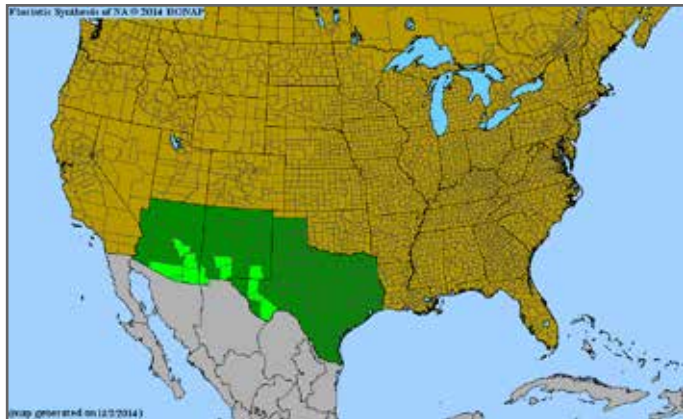 Floristic Synthesis of NA © 2014 BONAP
(map generated on 12/2/2014)